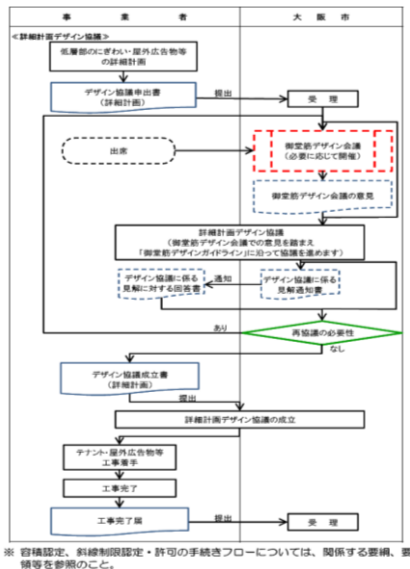 事　業　者
大　阪　市
≪詳細計画デザイン協議≫
低層部のにぎわい・屋外広告物等
の詳細計画
デザイン協議申出書
（詳細計画）
提出
受　理
出席
御堂筋デザイン会議
（必要に応じて開催）
御堂筋デザイン会議の意見
詳細計画デザイン協議
（御堂筋デザイン会議での意見を踏まえ
「御堂筋デザインガイドライン」に沿って協議を進めます）
デザイン協議に係る
見解に対する回答書
通知
デザイン協議に係る
見解通知書
あり
再協議の必要性
なし
デザイン協議成立書
（詳細計画）
提出
詳細計画デザイン協議の成立
テナント・屋外広告物等
工事着手
工事完了
工事完了届
提出
受　理
※ 容積認定、斜線制限認定・許可の手続きフローについては、関係する要綱、要
領等を参照のこと。